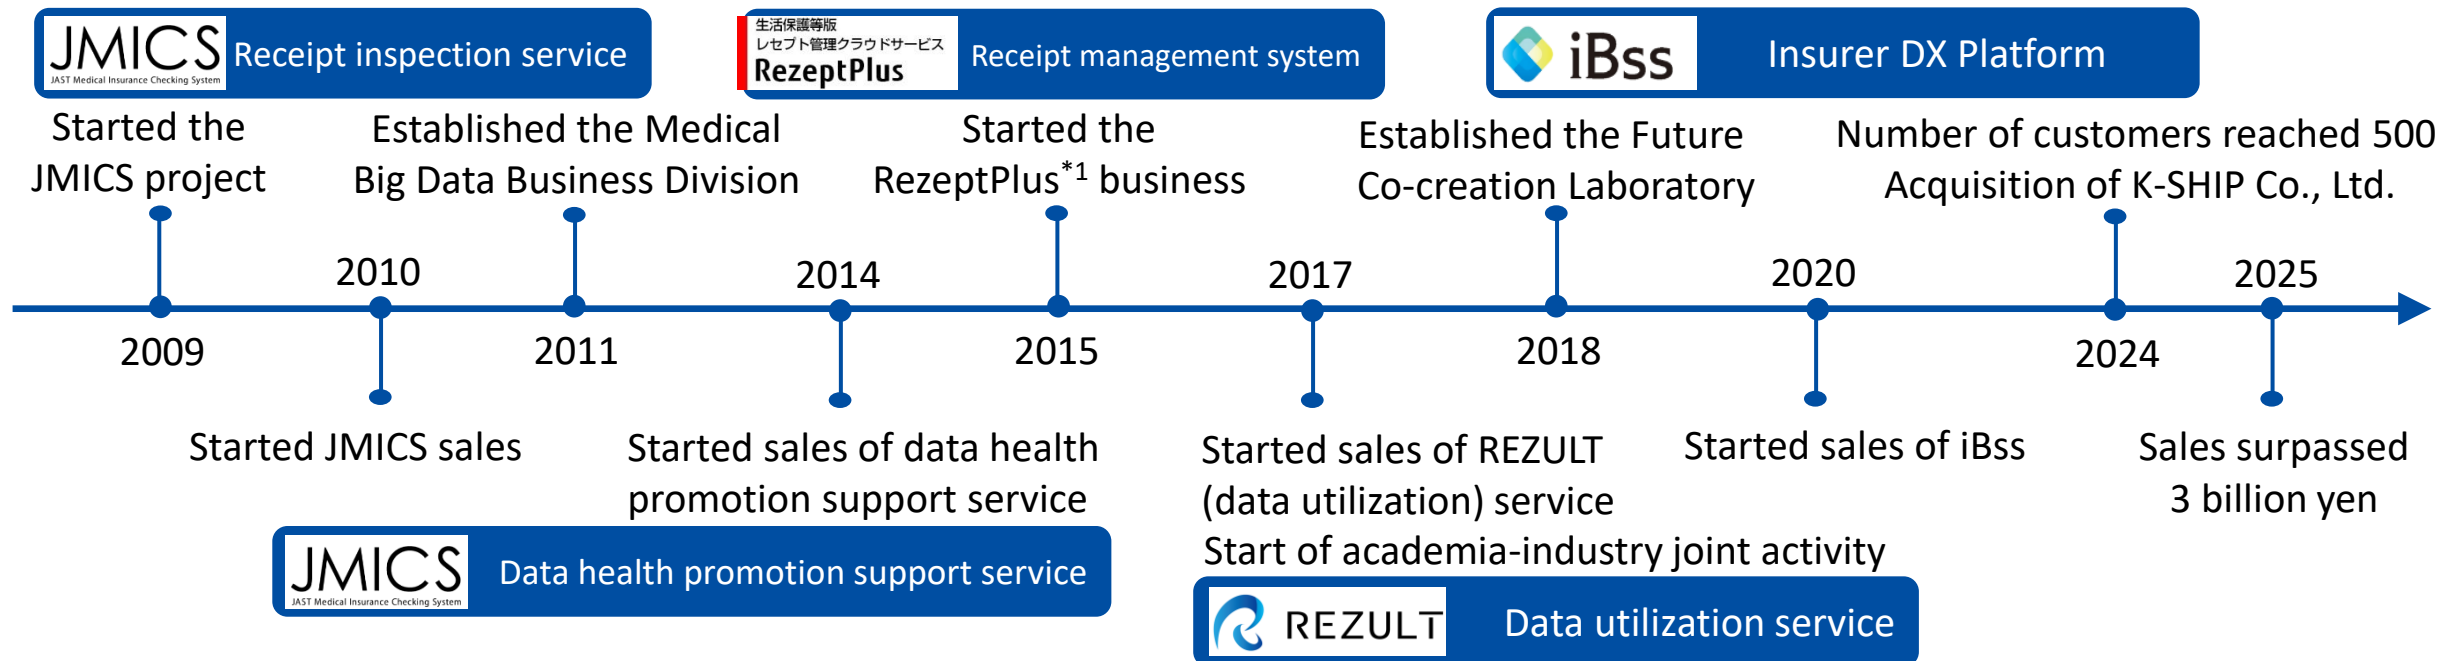 JMICS
JAST Medical Insurance Checking System
Receipt inspection service
生活保護等版
レセプト管理クラウドサービス
RezeptPlus
Receipt management system
iBss
Insurer DX Platform
Started the
JMICS project
Established the Medical
Big Data Business Division
Started the
RezeptPlus*1 business
Established the Future
Co-creation Laboratory
Number of customers reached 500
Acquisition of K-SHIP Co., Ltd.
2010
2014
2017
2020
2025
2009
2011
2015
2018
2024
Started JMICS sales
Started sales of data health
promotion support service
Started sales of REZULT
(data utilization) service
Start of academia-industry joint activity
Started sales of iBss
Sales surpassed
3 billion yen
JMICS
JAST Medical Insurance Checking System
Data health promotion support service
REZULT
Data utilization service